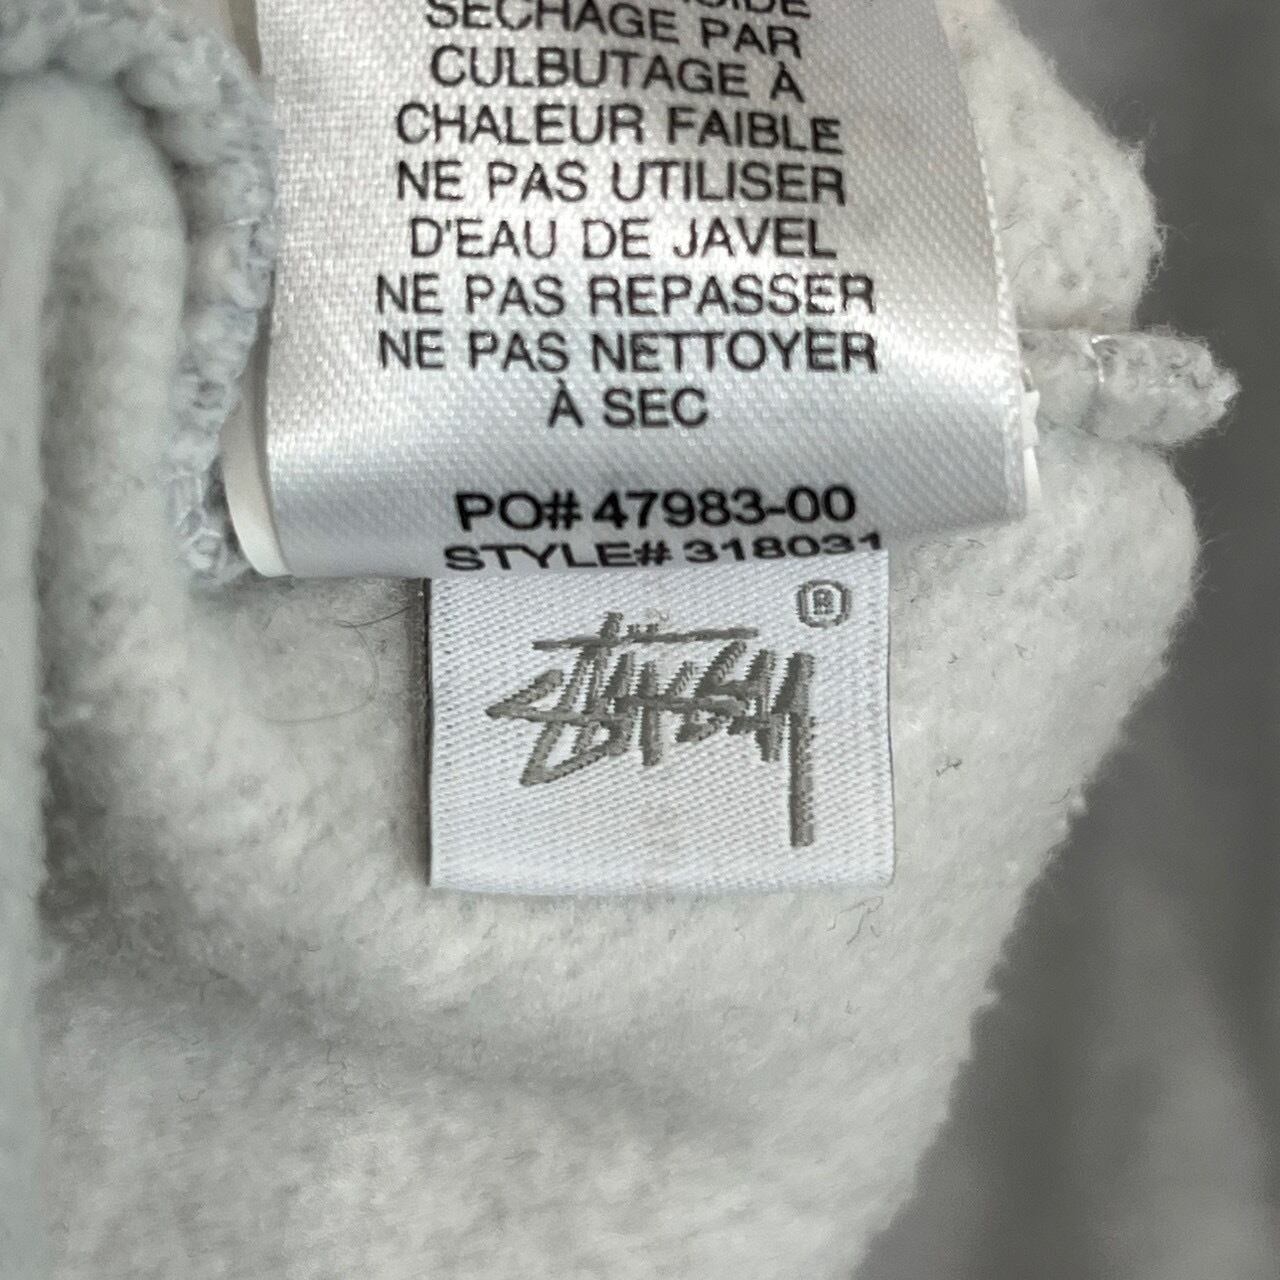 SÉCHAGE PAR
CULBUTAGE À
CHALEUR FAIBLE
NE PAS UTILISER
D'EAU DE JAVEL
NE PAS REPASSER
NE PAS NETTOYER
À SEC
PO# 47983-00
STYLE# 318031
®
Stüssy